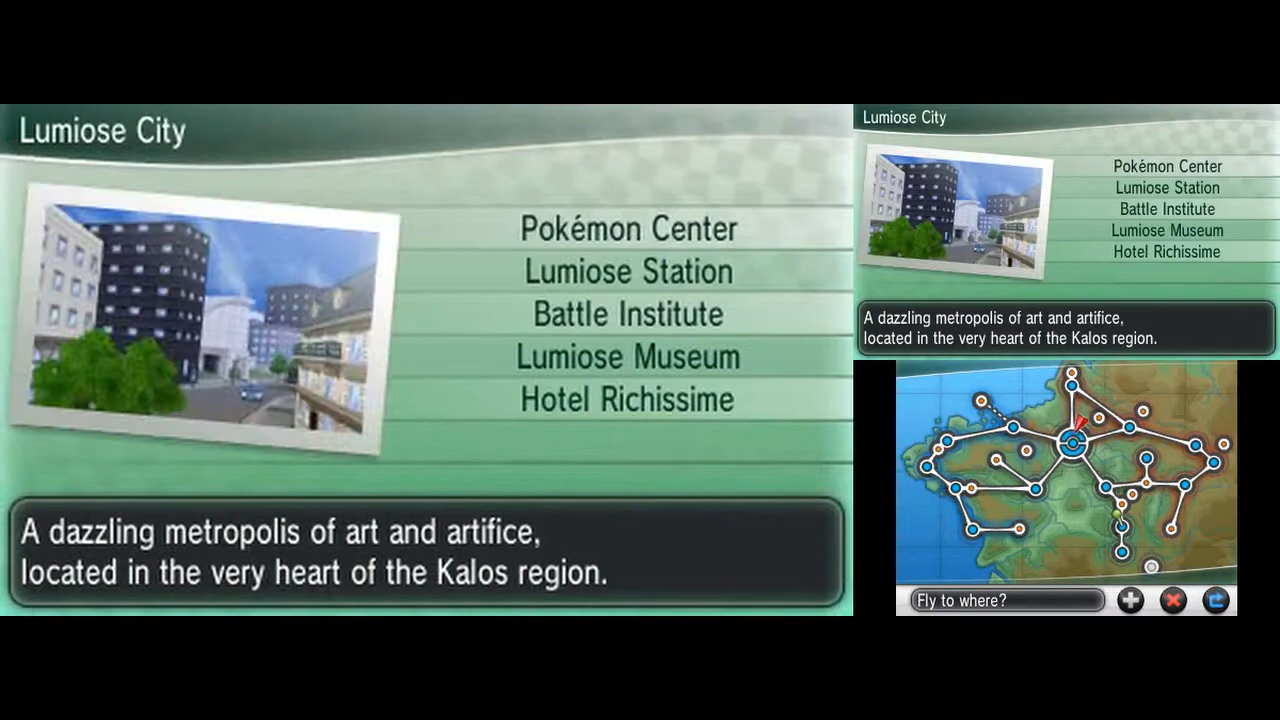 Lumiose City
Pokémon Center
Lumiose Station
Battle Institute
Lumiose Museum
Hotel Richissime
A dazzling metropolis of art and artifice,
located in the very heart of the Kalos region.
Lumiose City
Pokémon Center
Lumiose Station
Battle Institute
Lumiose Museum
Hotel Richissime
A dazzling metropolis of art and artifice,
located in the very heart of the Kalos region.
Fly to where?